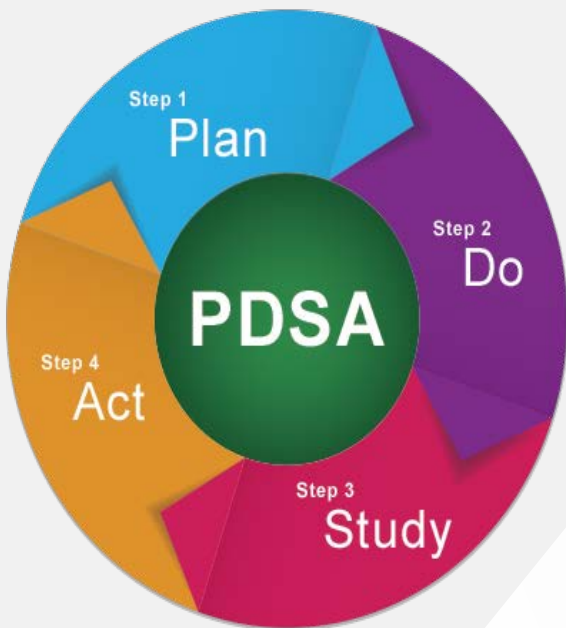 Step 1
Plan
Step 2
Do
PDSA
Step 3
Study
Step 4
Act